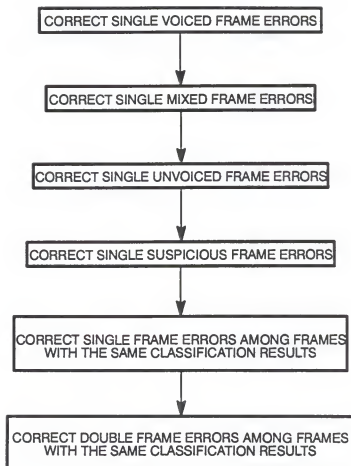 CORRECT SINGLE VOICED FRAME ERRORS
CORRECT SINGLE MIXED FRAME ERRORS
CORRECT SINGLE UNVOICED FRAME ERRORS
CORRECT SINGLE SUSPICIOUS FRAME ERRORS
CORRECT SINGLE FRAME ERRORS AMONG FRAMES
WITH THE SAME CLASSIFICATION RESULTS
CORRECT DOUBLE FRAME ERRORS AMONG FRAMES
WITH THE SAME CLASSIFICATION RESULTS